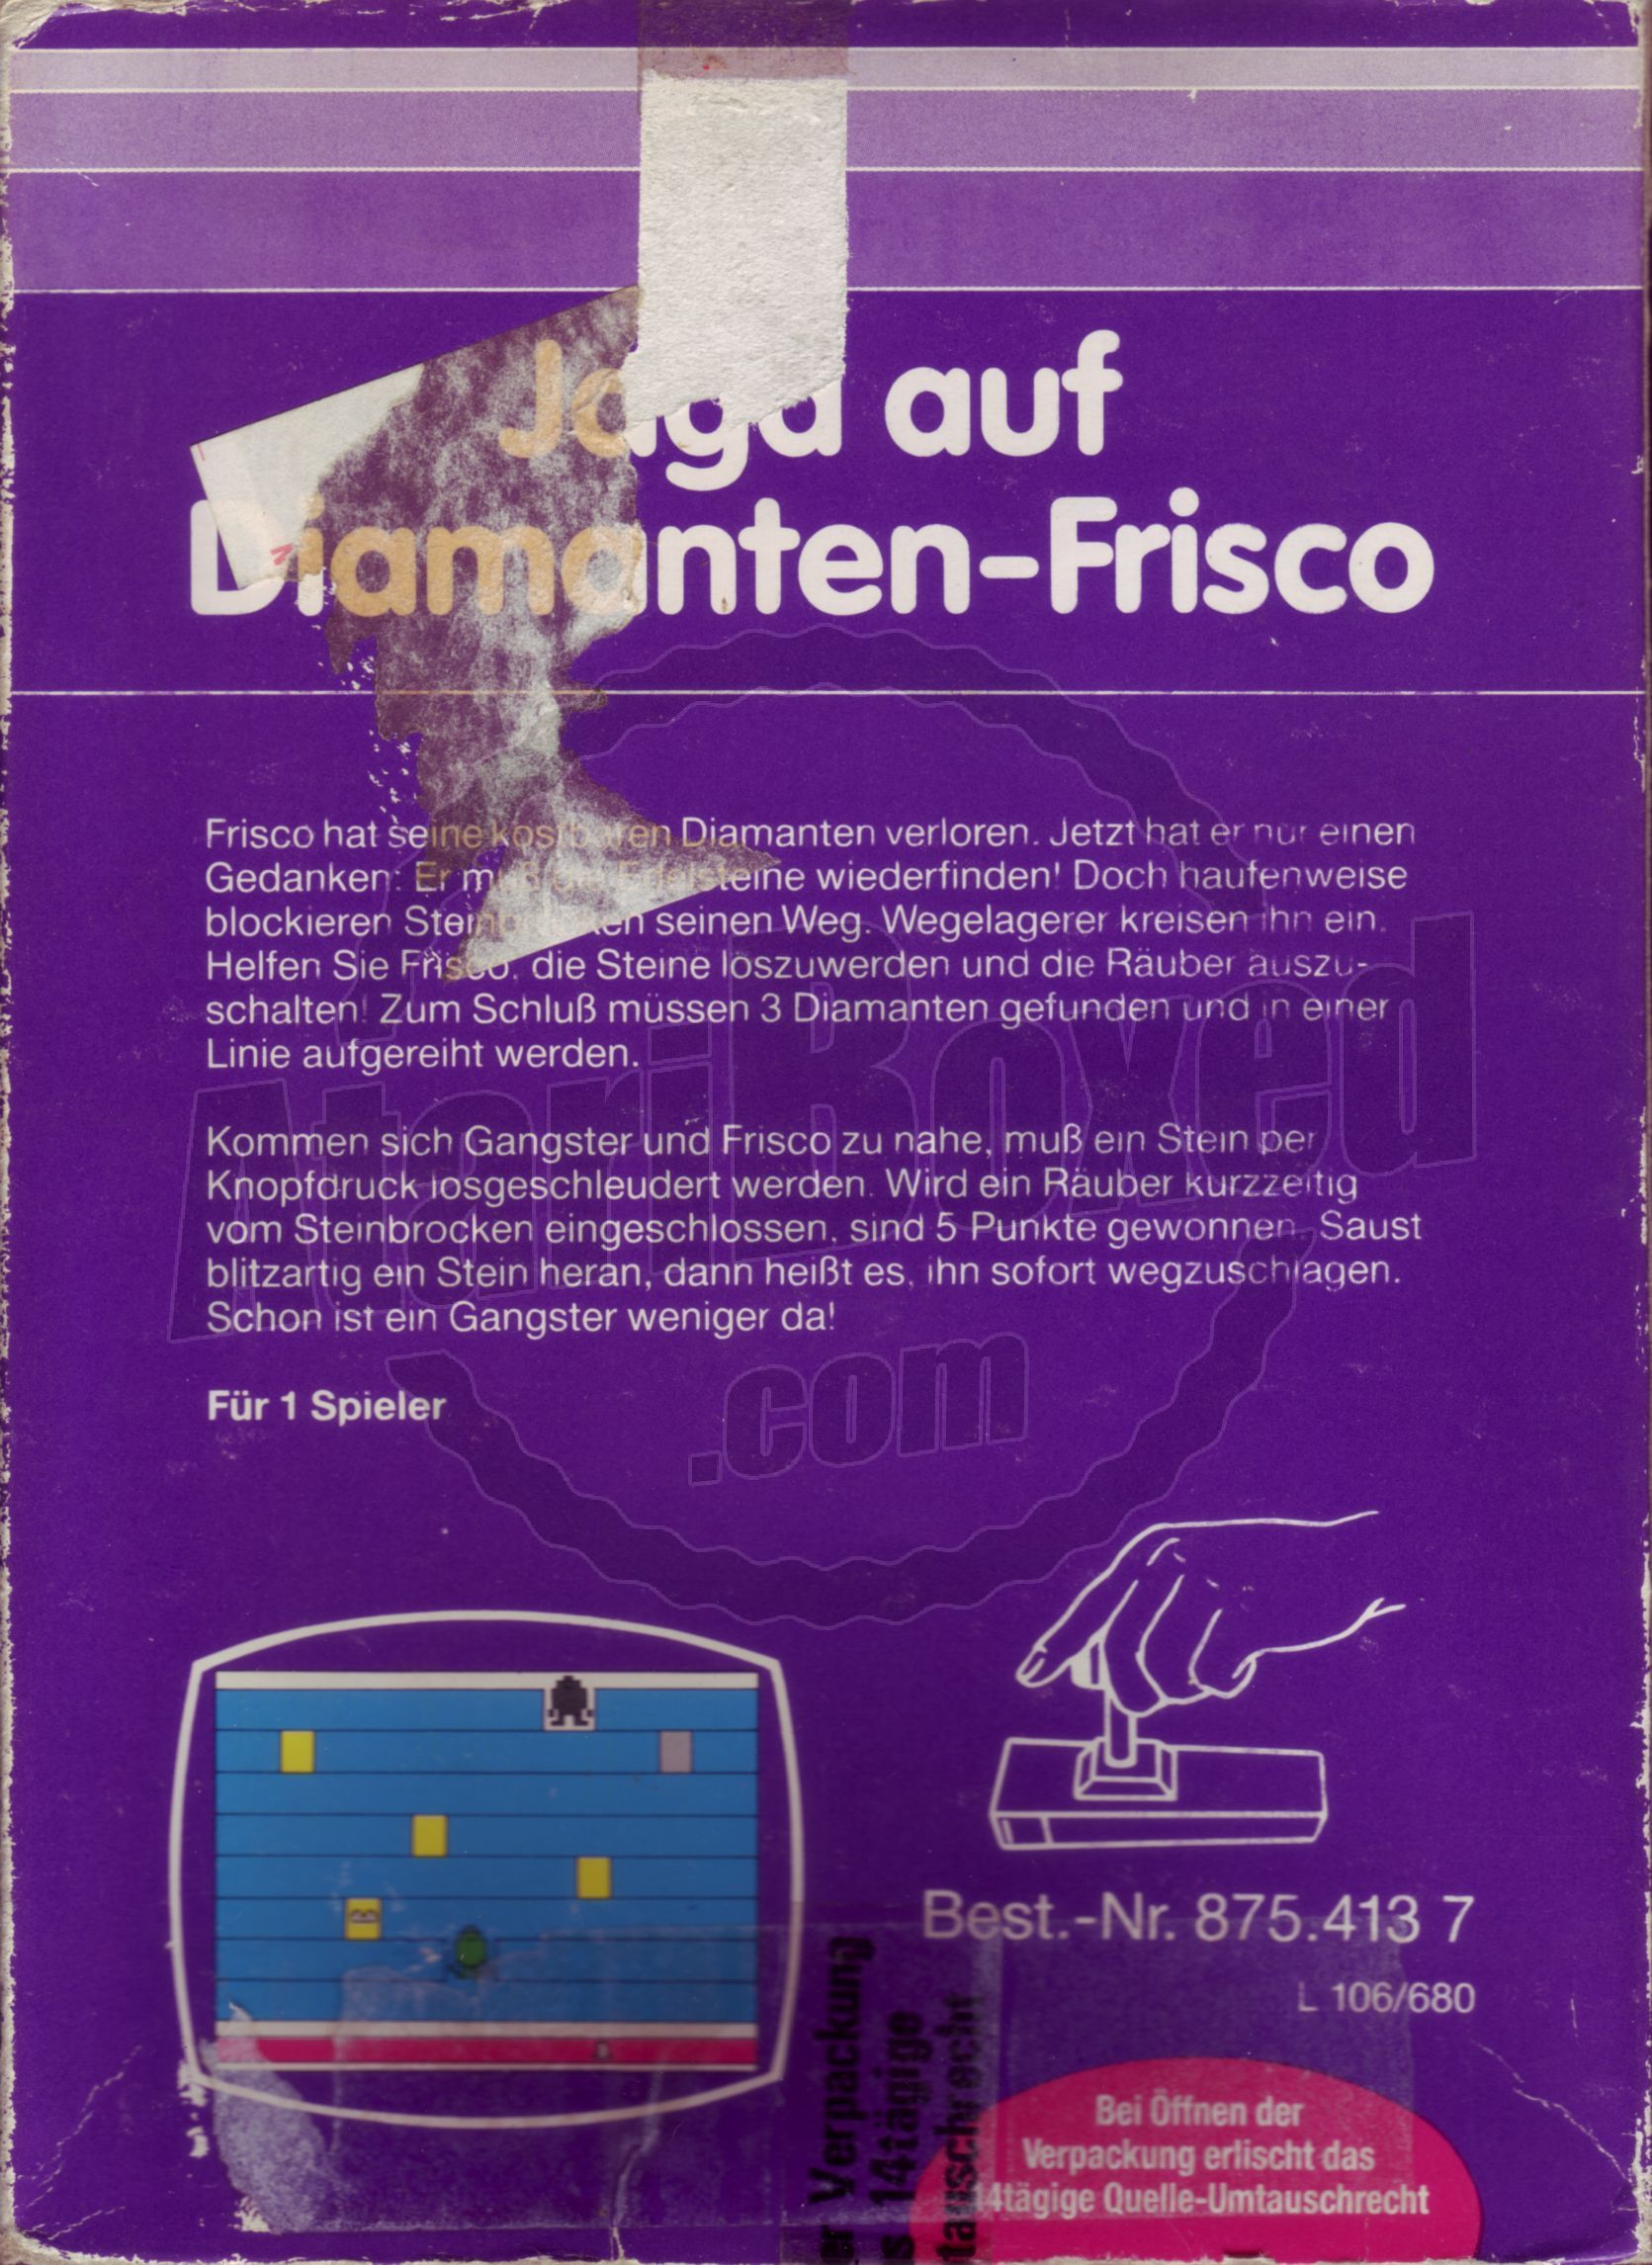 Jagd auf
Diamanten-Frisco
Frisco hat seine kostbaren Diamanten verloren. Jetzt hat er nur einen
Gedanken: Er muß die Edelsteine wiederfinden! Doch haufenweise
blockieren seinen Weg. Wegelagerer kreisen ihn ein.
Helfen Sie Frisco, die Steine loszuwerden und die Räuber auszu-
schalten! Zum Schluß müssen 3 Diamanten gefunden und in einer
Linie aufgereiht werden.
Kommen sich Gangster und Frisco zu nahe, muß ein Stein per
Knopfdruck losgeschleudert werden. Wird ein Räuber kurzzeitig
vom Steinbrocken eingeschlossen, sind 5 Punkte gewonnen. Saust
blitzartig ein Stein heran, dann heißt es, ihn sofort wegzuschlagen.
Schon ist ein Gangster weniger da!
Für 1 Spieler
AtariBoxed
.com
Best.-Nr. 875.413 7
L 106/680
Verpackung
14tägige
Bei Öffnen der
Verpackung erlischt das
14tägige Quelle-Umtauschrecht